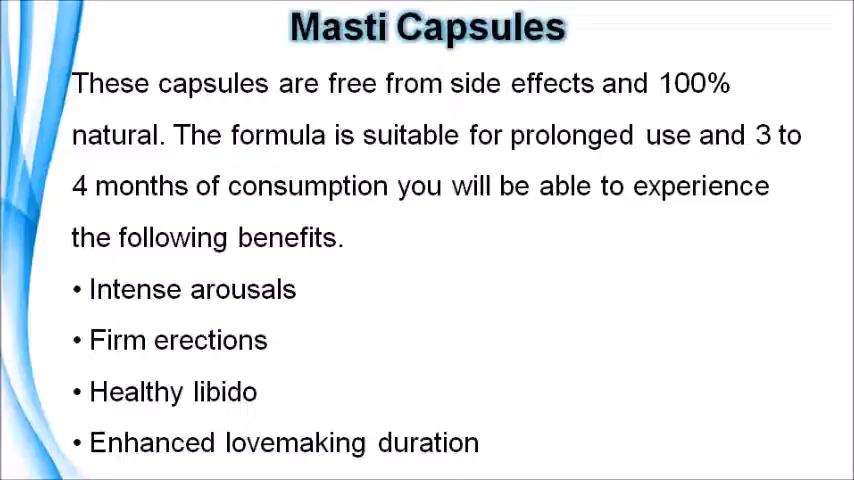 Masti Capsules
These capsules are free from side effects and 100%
natural. The formula is suitable for prolonged use and 3 to
4 months of consumption you will be able to experience
the following benefits.
• Intense arousals
• Firm erections
• Healthy libido
• Enhanced lovemaking duration